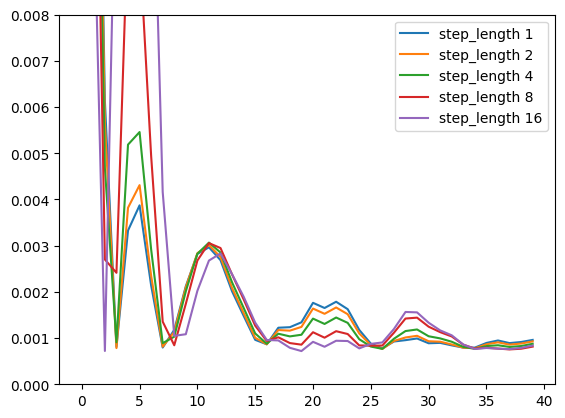 0.008
0.007
0.006
0.005
0.004
0.003
0.002
0.001
0.000
0 5 10 15 20 25 30 35 40
step_length 1
step_length 2
step_length 4
step_length 8
step_length 16